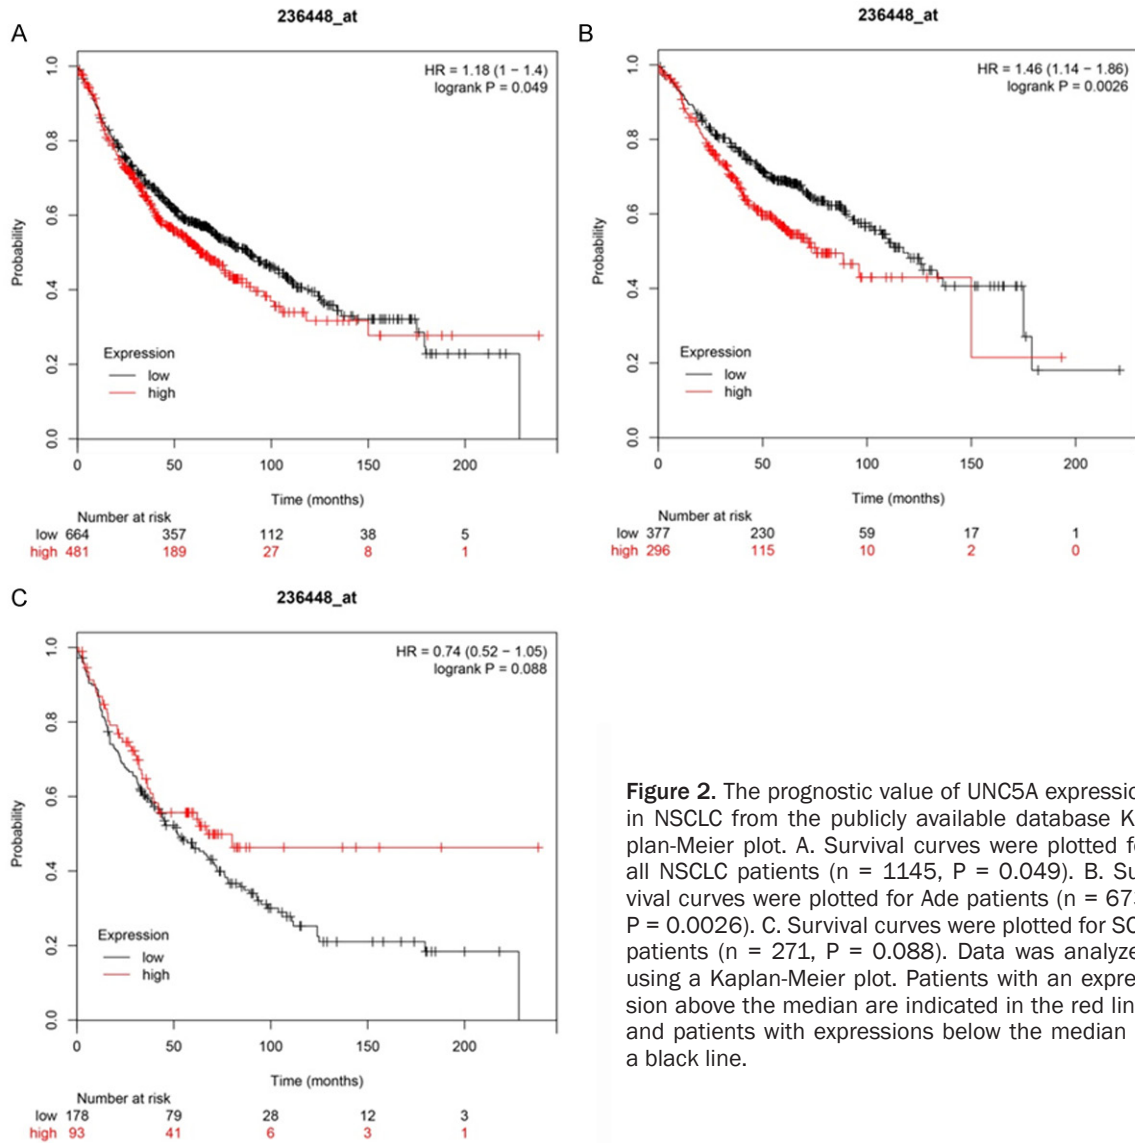 A
236448_at
HR = 1.18 (1 − 1.4)
logrank P = 0.049
Probability
1.0
0.8
0.6
0.4
0.2
0.0
Expression
low
high
0 50 100 150 200
Time (months)
Number at risk
low 664 357 112 38 5
high 481 189 27 8 1
B
236448_at
HR = 1.46 (1.14 − 1.86)
logrank P = 0.0026
Probability
1.0
0.8
0.6
0.4
0.2
0.0
Expression
low
high
0 50 100 150 200
Time (months)
Number at risk
low 377 230 59 17 1
high 296 115 10 2 0
C
236448_at
HR = 0.74 (0.52 − 1.05)
logrank P = 0.088
Probability
1.0
0.8
0.6
0.4
0.2
0.0
Expression
low
high
0 50 100 150 200
Time (months)
Number at risk
low 178 79 28 12 3
high 93 41 6 3 1
Figure 2. The prognostic value of UNC5A expressio
in NSCLC from the publicly available database K
plan-Meier plot. A. Survival curves were plotted f
all NSCLC patients (n = 1145, P = 0.049). B. Su
vival curves were plotted for Ade patients (n = 67
P = 0.0026). C. Survival curves were plotted for SC
patients (n = 271, P = 0.088). Data was analyze
using a Kaplan-Meier plot. Patients with an expre
sion above the median are indicated in the red lin
and patients with expressions below the median
a black line.